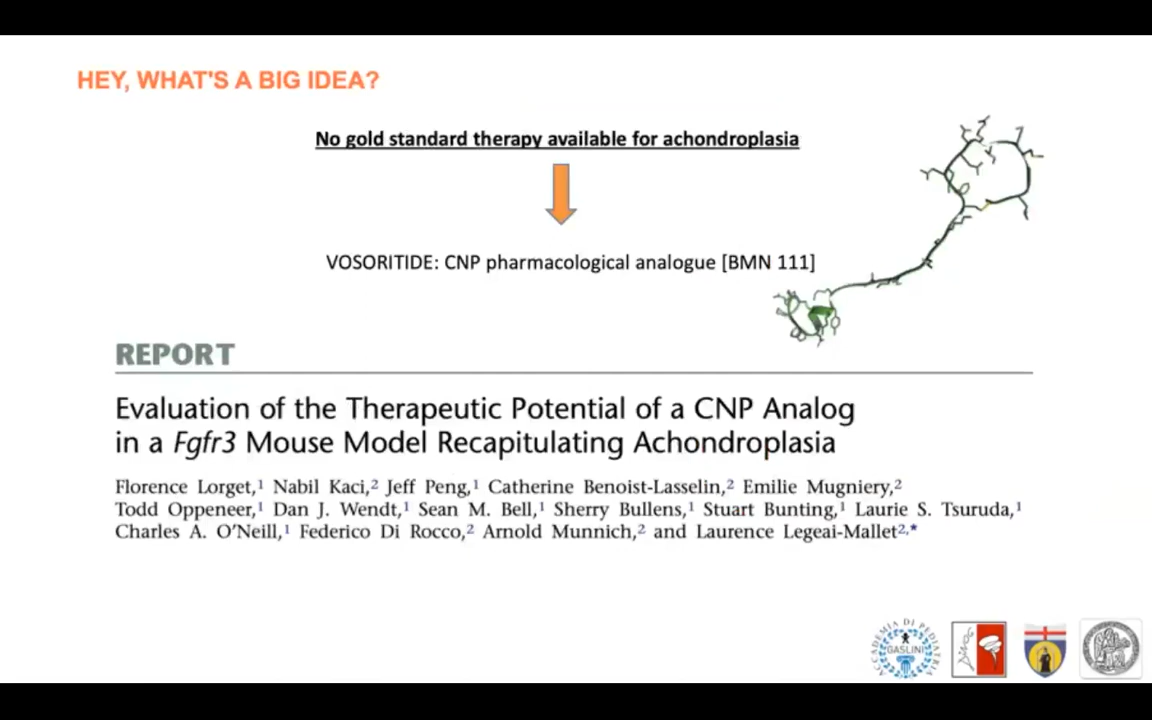 HEY, WHAT'S A BIG IDEA?
No gold standard therapy available for achondroplasia
VOSORITIDE: CNP pharmacological analogue [BMN 111]
REPORT
Evaluation of the Therapeutic Potential of a CNP Analog
in a Fgfr3 Mouse Model Recapitulating Achondroplasia
Florence Lorget,¹ Nabil Kaci,² Jeff Peng,¹ Catherine Benoist-Lasselin,² Emilie Mugniery,²
Todd Oppeneer,¹ Dan J. Wendt,¹ Sean M. Bell,¹ Sherry Bullens,¹ Stuart Bunting,¹ Laurie S. Tsuruda,¹
Charles A. O'Neill,¹ Federico Di Rocco,² Arnold Munnich,² and Laurence Legeai-Mallet²,*
ACCADEMIA DI PEDIATRIA
GASLINI